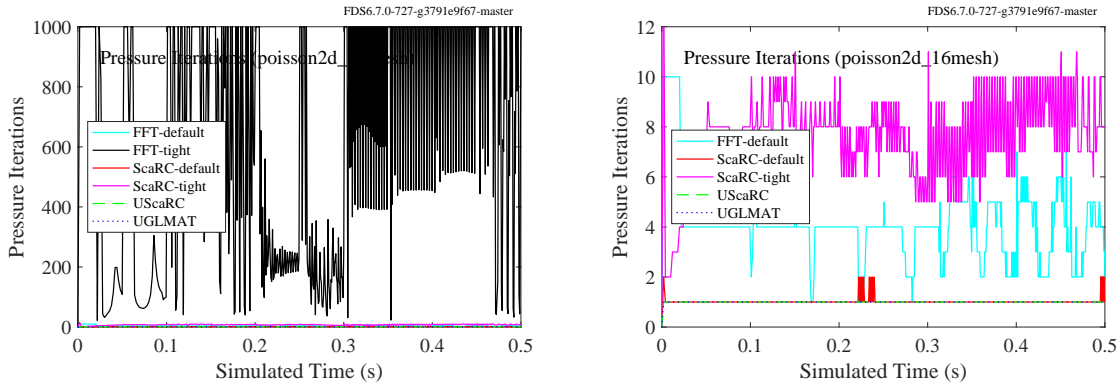 FDS6.7.0-727-g3791e9f67-master
Pressure Iterations (poisson2d_ mesh)
1000
800
600
400
200
0
Pressure Iterations
FFT-default
FFT-tight
ScaRC-default
ScaRC-tight
UScaRC
UGLMAT
0
0.1
0.2
0.3
0.4
0.5
Simulated Time (s)
FDS6.7.0-727-g3791e9f67-master
Pressure Iterations (poisson2d_16mesh)
12
10
8
6
4
2
0
Pressure Iterations
FFT-default
ScaRC-default
ScaRC-tight
UScaRC
UGLMAT
0
0.1
0.2
0.3
0.4
0.5
Simulated Time (s)